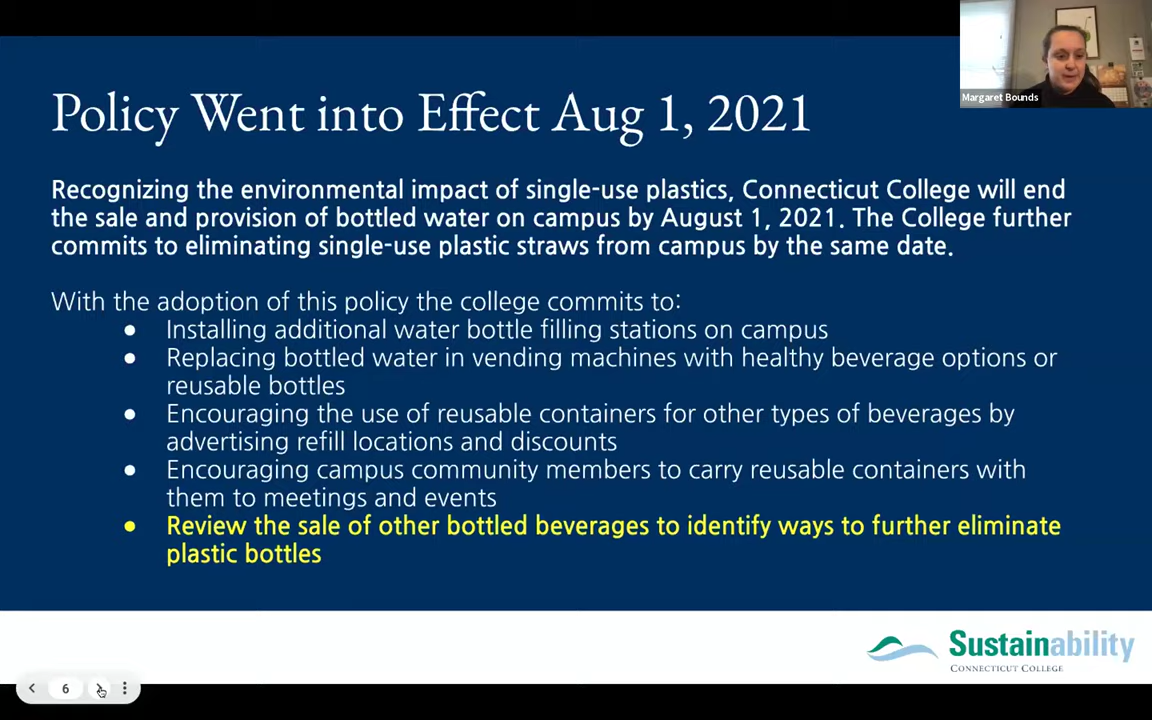 Margaret Bounds
Policy Went into Effect Aug 1, 2021
Recognizing the environmental impact of single-use plastics, Connecticut College will end
the sale and provision of bottled water on campus by August 1, 2021. The College further
commits to eliminating single-use plastic straws from campus by the same date.
With the adoption of this policy the college commits to:
● Installing additional water bottle filling stations on campus
● Replacing bottled water in vending machines with healthy beverage options or
reusable bottles
● Encouraging the use of reusable containers for other types of beverages by
advertising refill locations and discounts
● Encouraging campus community members to carry reusable containers with
them to meetings and events
● Review the sale of other bottled beverages to identify ways to further eliminate
plastic bottles
Sustainability
CONNECTICUT COLLEGE
6